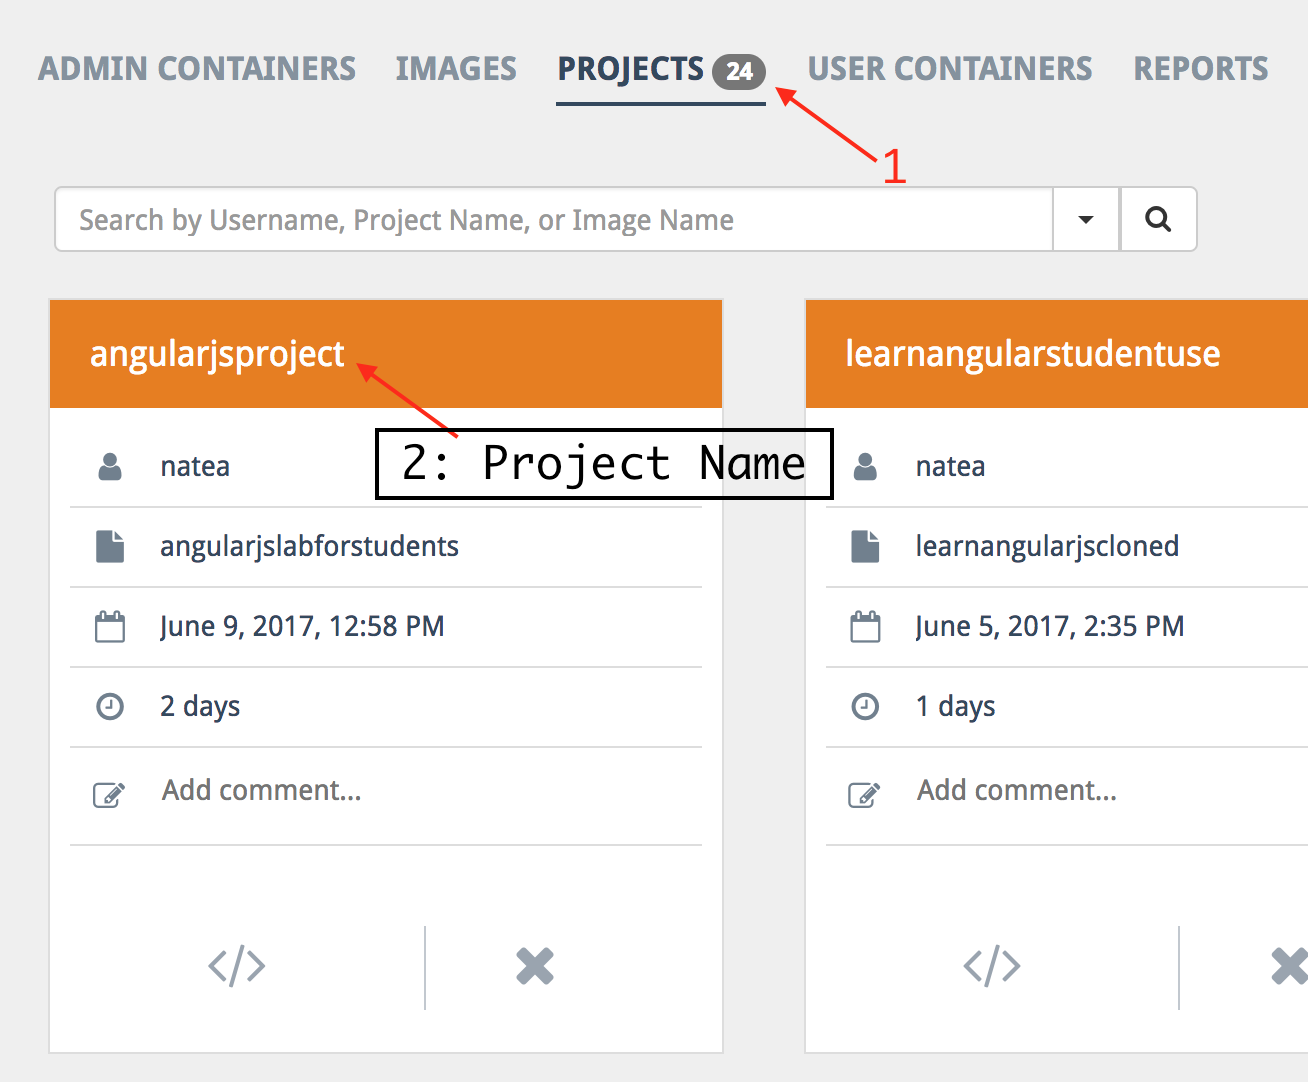 ADMIN CONTAINERS IMAGES PROJECTS 24 USER CONTAINERS REPORTS
1
Search by Username, Project Name, or Image Name
angularjsproject
2: Project Name
natea
angularjslabforstudents
June 9, 2017, 12:58 PM
2 days
Add comment...
learnangularstudentuse
natea
learnangularjscloned
June 5, 2017, 2:35 PM
1 days
Add comment...